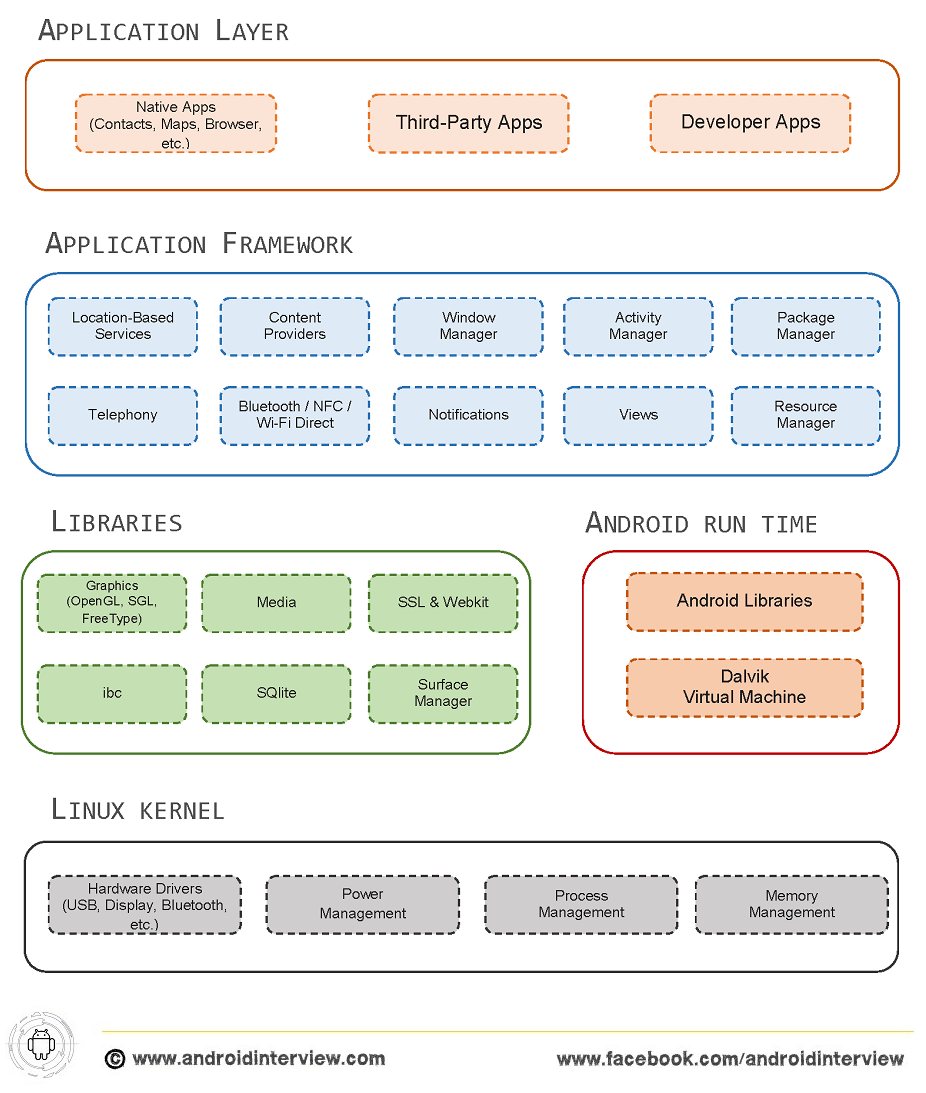 Application Layer
Native Apps
(Contacts, Maps, Browser,
etc.)
Third-Party Apps
Developer Apps
Application Framework
Location-Based
Services
Content
Providers
Window
Manager
Activity
Manager
Package
Manager
Telephony
Bluetooth / NFC /
Wi-Fi Direct
Notifications
Views
Resource
Manager
Libraries
Graphics
(OpenGL, SGL,
FreeType)
Media
SSL & Webkit
ibc
SQlite
Surface
Manager
Android run time
Android Libraries
Dalvik
Virtual Machine
Linux kernel
Hardware Drivers
(USB, Display, Bluetooth,
etc.)
Power
Management
Process
Management
Memory
Management
© www.androidinterview.com
www.facebook.com/androidinterview